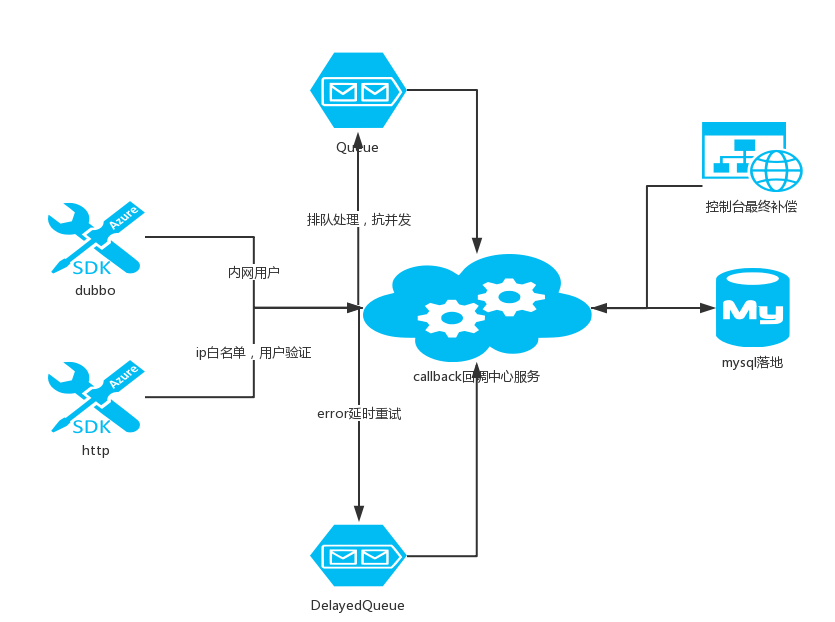 Queue
排队处理，抗并发
控制台最终补偿
Azure
SDK
dubbo
内网用户
My
ip白名单，用户验证
mysql落地
callback回调中心服务
Azure
SDK
http
error延时重试
DelayedQueue